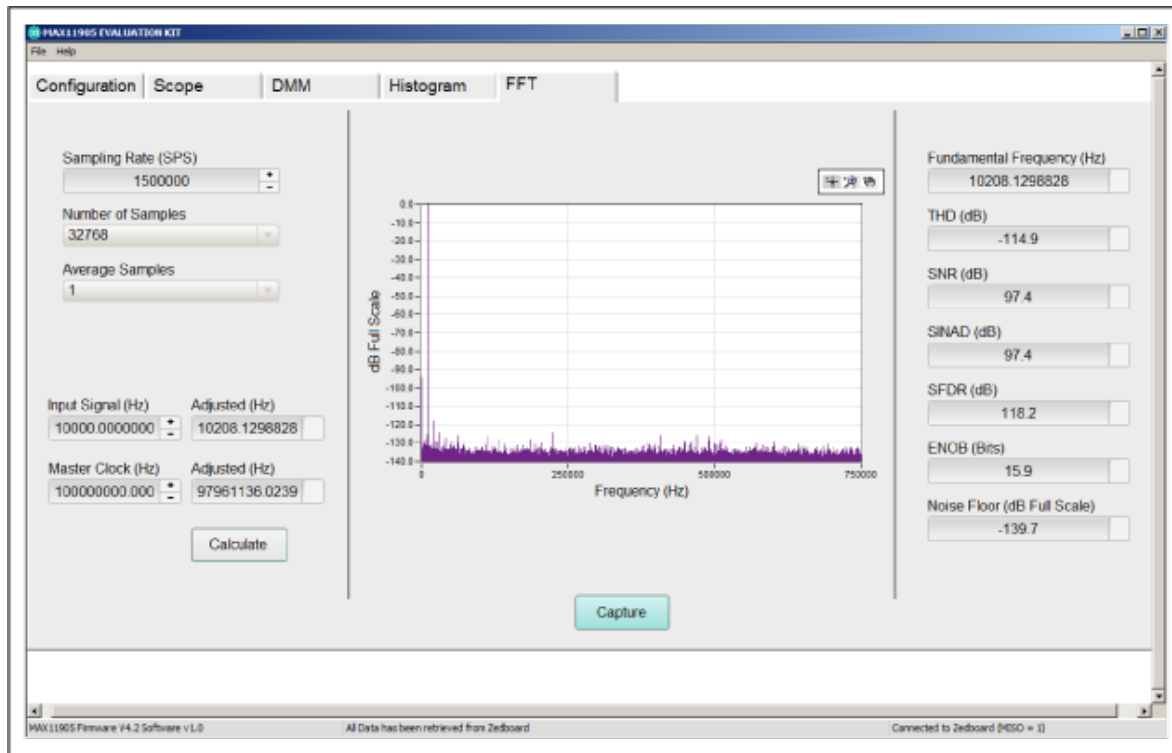 MAX11905 EVALUATION KIT
File Help
Configuration Scope DMM Histogram FFT
Sampling Rate (SPS)
1500000
Number of Samples
32768
Average Samples
1
Input Signal (Hz) Adjusted (Hz)
10000.0000000 10208.1298828
Master Clock (Hz) Adjusted (Hz)
100000000.000 97961136.0239
Calculate
dB Full Scale
0.0
-10.0
-20.0
-30.0
-40.0
-50.0
-60.0
-70.0
-80.0
-90.0
-100.0
-110.0
-120.0
-130.0
-140.0
0 250000 500000 750000
Frequency (Hz)
Capture
Fundamental Frequency (Hz)
10208.1298828
THD (dB)
-114.9
SNR (dB)
97.4
SINAD (dB)
97.4
SFDR (dB)
118.2
ENOB (Bits)
15.9
Noise Floor (dB Full Scale)
-139.7
MAX11905 Firmware V4.2 Software v1.0 All Data has been retrieved from Zedboard Connected to Zedboard (MISO = 1)